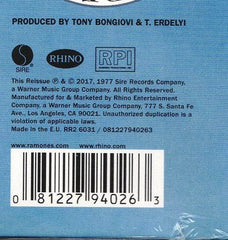 PRODUCED BY TONY BONGIOVI & T. ERDELYI
SIRE RHINO RPI
This Reissue ℗ & © 2017, 1977 Sire Records Company,
a Warner Music Group Company. All Rights Reserved.
Manufactured for & Marketed by Rhino Entertainment
Company, a Warner Music Group Company. 777 S. Santa Fe
Ave., Los Angeles, CA 90021. Unauthorized duplication is a
violation of applicable laws.
Made in the E.U. RR2 6031 / 081227940263
www.ramones.com www.rhino.com
0 81227 94026 3